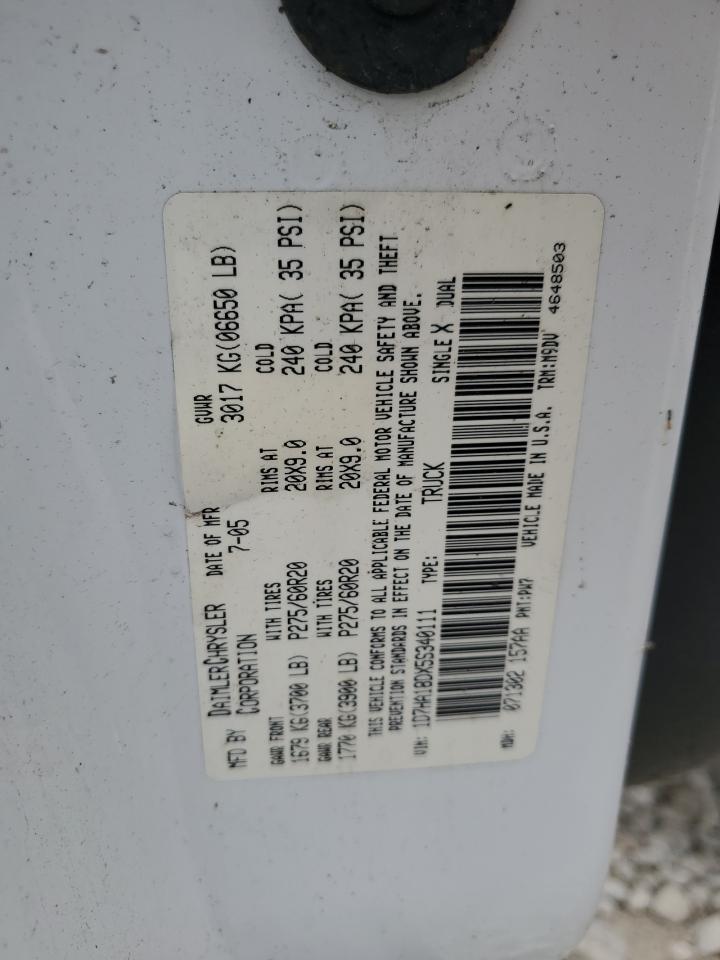 MFD BY DAIMLERCHRYSLER CORPORATION DATE OF MFR 7-05 GVWR 3017 KG(06650 LB)
GAWR FRONT WITH TIRES RIMS AT COLD
1679 KG(3700 LB) P275/60R20 20X9.0 240 KPA( 35 PSI)
GAWR REAR WITH TIRES RIMS AT COLD
1770 KG(3900 LB) P275/60R20 20X9.0 240 KPA( 35 PSI)
THIS VEHICLE CONFORMS TO ALL APPLICABLE FEDERAL MOTOR VEHICLE SAFETY AND THEFT
PREVENTION STANDARDS IN EFFECT ON THE DATE OF MANUFACTURE SHOWN ABOVE.
VIN: 1D7HA18DX5S340111 TYPE: TRUCK SINGLE X DUAL
MDH: 071302 157AA PNT:PW7 VEHICLE MADE IN U.S.A. TRM:M9DV 4648503